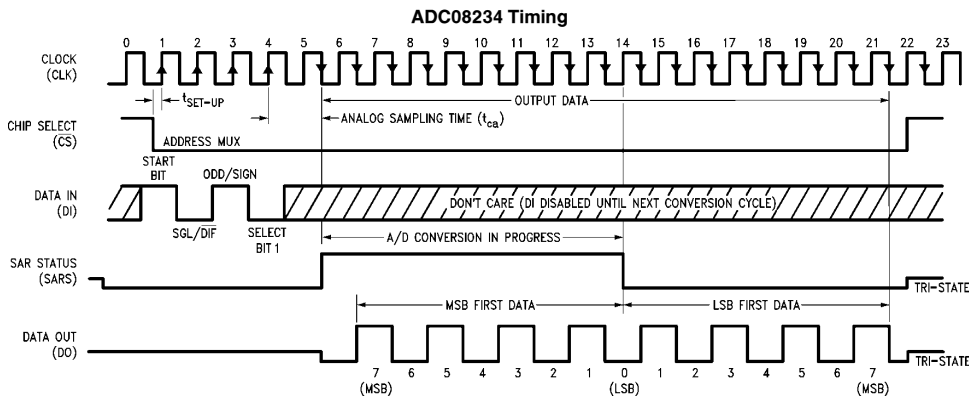 ADC08234 Timing
0 1 2 3 4 5 6 7 8 9 10 11 12 13 14 15 16 17 18 19 20 21 22 23
CLOCK
(CLK)
tSET-UP
OUTPUT DATA
ANALOG SAMPLING TIME (tca)
CHIP SELECT
(CS)
ADDRESS MUX
START
BIT
ODD/SIGN
DATA IN
(DI)
DON'T CARE (DI DISABLED UNTIL NEXT CONVERSION CYCLE)
SGL/DIF
SELECT
BIT 1
A/D CONVERSION IN PROGRESS
SAR STATUS
(SARS)
TRI-STATE
MSB FIRST DATA
LSB FIRST DATA
DATA OUT
(DO)
TRI-STATE
7 6 5 4 3 2 1 0 1 2 3 4 5 6 7
(MSB) (LSB) (MSB)